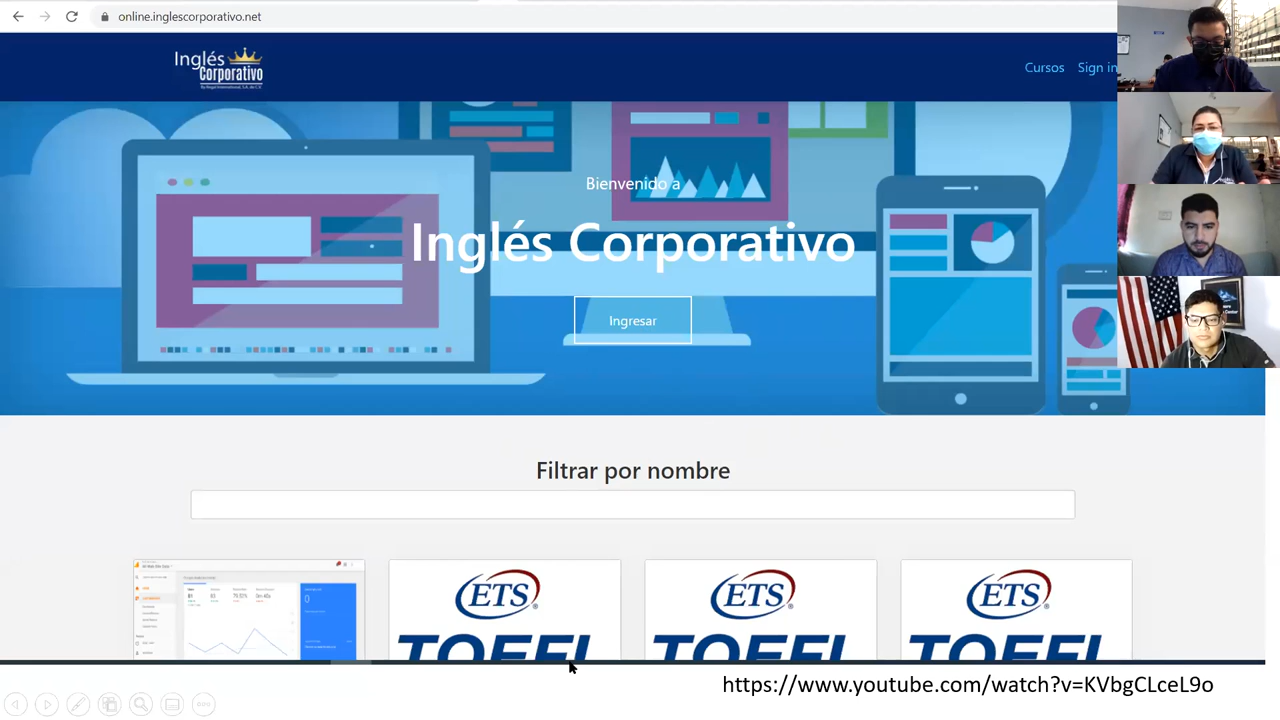 online.inglescorporativo.net
Inglés
Corporativo
Cursos Sign in
Bienvenido a
Inglés Corporativo
Ingresar
Filtrar por nombre
ETS
TOEFL
ETS
TOEFL
ETS
TOEFL
https://www.youtube.com/watch?v=KVbgCLceL9o